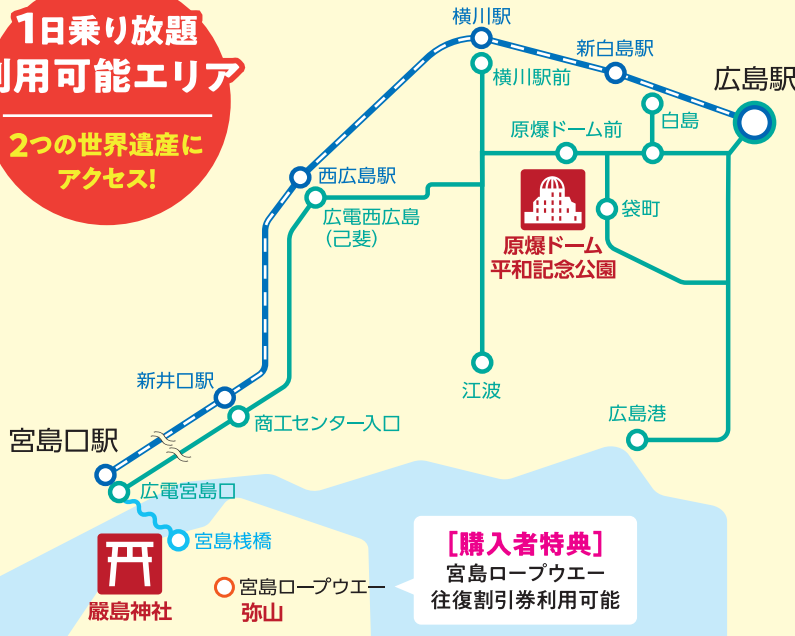 1日乗り放題
利用可能エリア
2つの世界遺産に
アクセス!
横川駅
新白島駅
広島駅
横川駅前
白島
原爆ドーム前
西広島駅
広電西広島
(己斐)
袋町
原爆ドーム
平和記念公園
新井口駅
江波
商工センター入口
広島港
宮島口駅
広電宮島口
宮島桟橋
嚴島神社
宮島ロープウエー
弥山
[購入者特典]
宮島ロープウエー
往復割引券利用可能